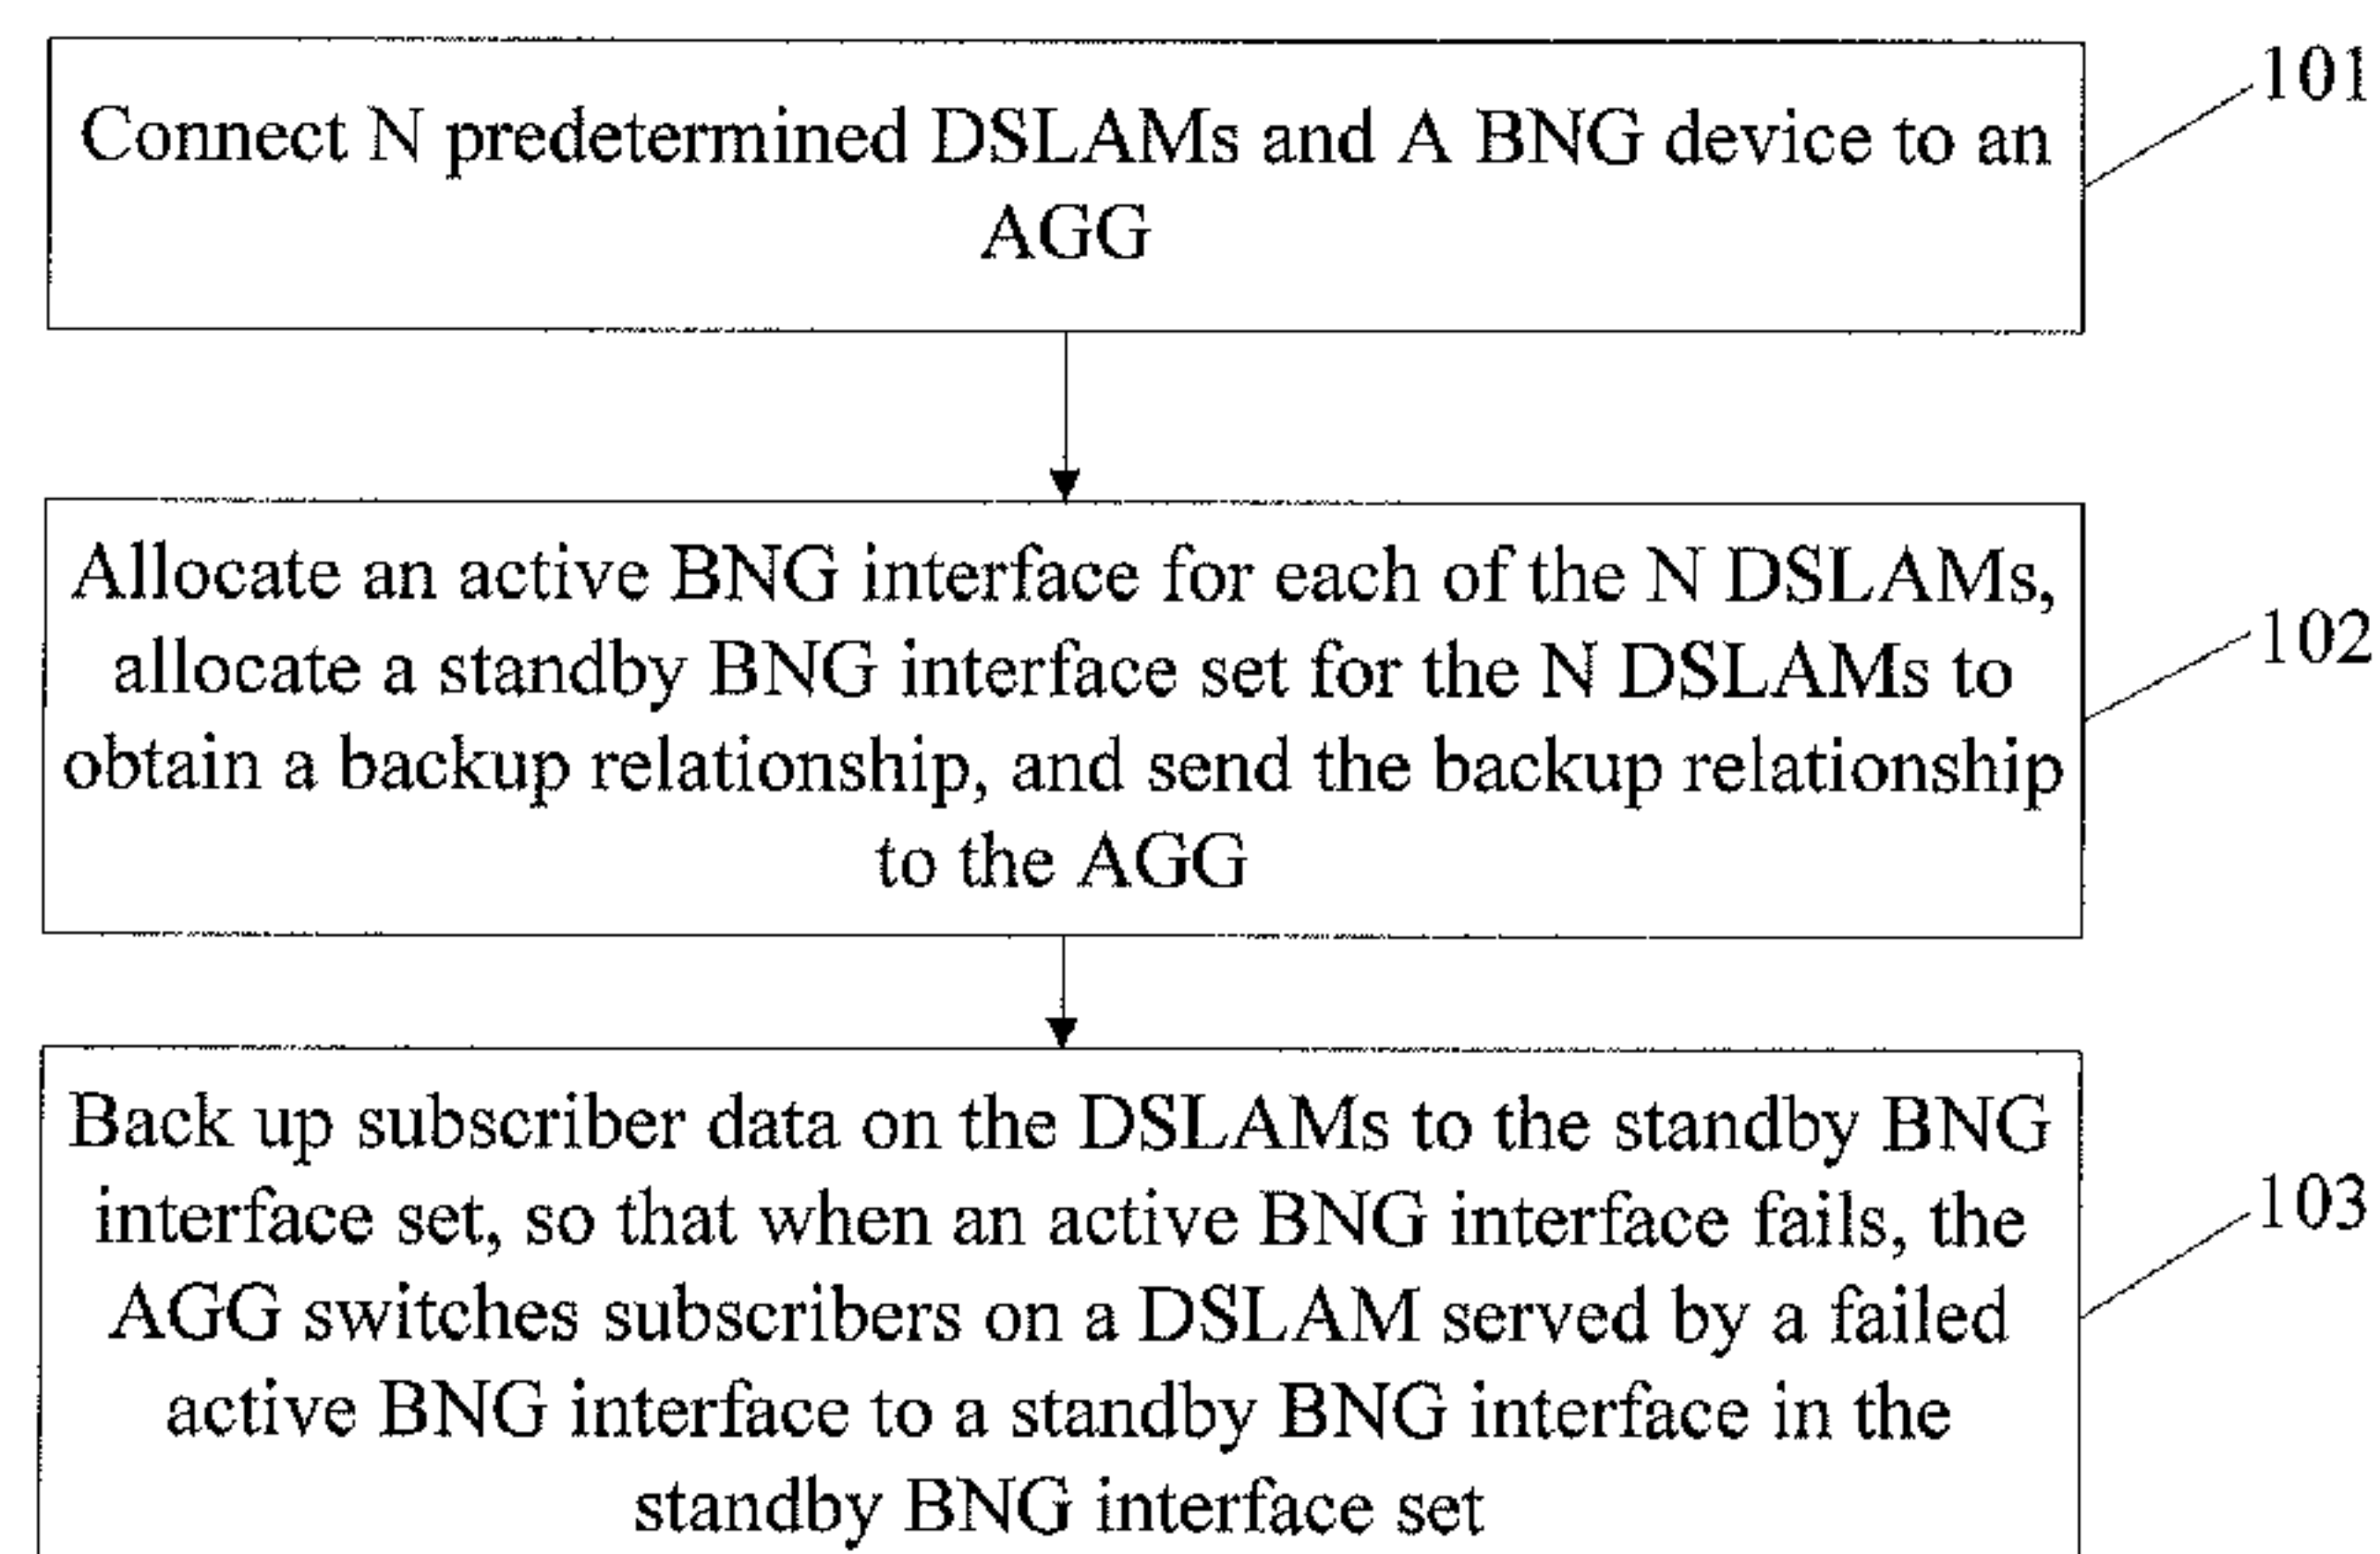 Connect N predetermined DSLAMs and A BNG device to an
AGG
101
Allocate an active BNG interface for each of the N DSLAMs,
allocate a standby BNG interface set for the N DSLAMs to
obtain a backup relationship, and send the backup relationship
to the AGG
102
Back up subscriber data on the DSLAMs to the standby BNG
interface set, so that when an active BNG interface fails, the
AGG switches subscribers on a DSLAM served by a failed
active BNG interface to a standby BNG interface in the
standby BNG interface set
103